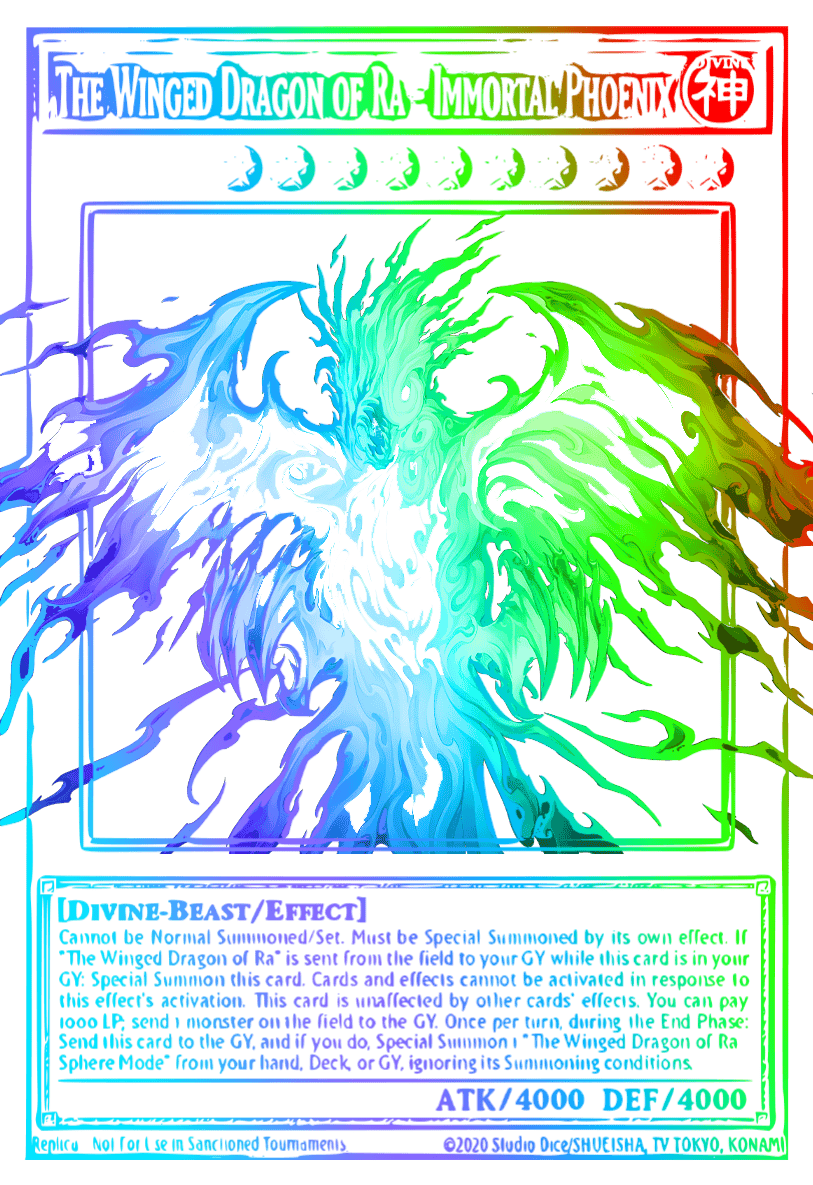 THE WINGED DRAGON OF RA - IMMORTAL PHOENIX
DIVINE
神
[DIVINE-BEAST/EFFECT]
Cannot be Normal Summoned/Set. Must be Special Summoned by its own effect. If
"The Winged Dragon of Ra" is sent from the field to your GY while this card is in your
GY: Special Summon this card. Cards and effects cannot be activated in response to
this effect's activation. This card is unaffected by other cards' effects. You can pay
1000 LP; send 1 monster on the field to the GY. Once per turn, during the End Phase:
Send this card to the GY, and if you do, Special Summon 1 "The Winged Dragon of Ra
Sphere Mode" from your hand, Deck, or GY, ignoring its Summoning conditions.
ATK/4000 DEF/4000
Replica - Not For Use in Sanctioned Tournaments
©2020 Studio Dice/SHUEISHA, TV TOKYO, KONAMI